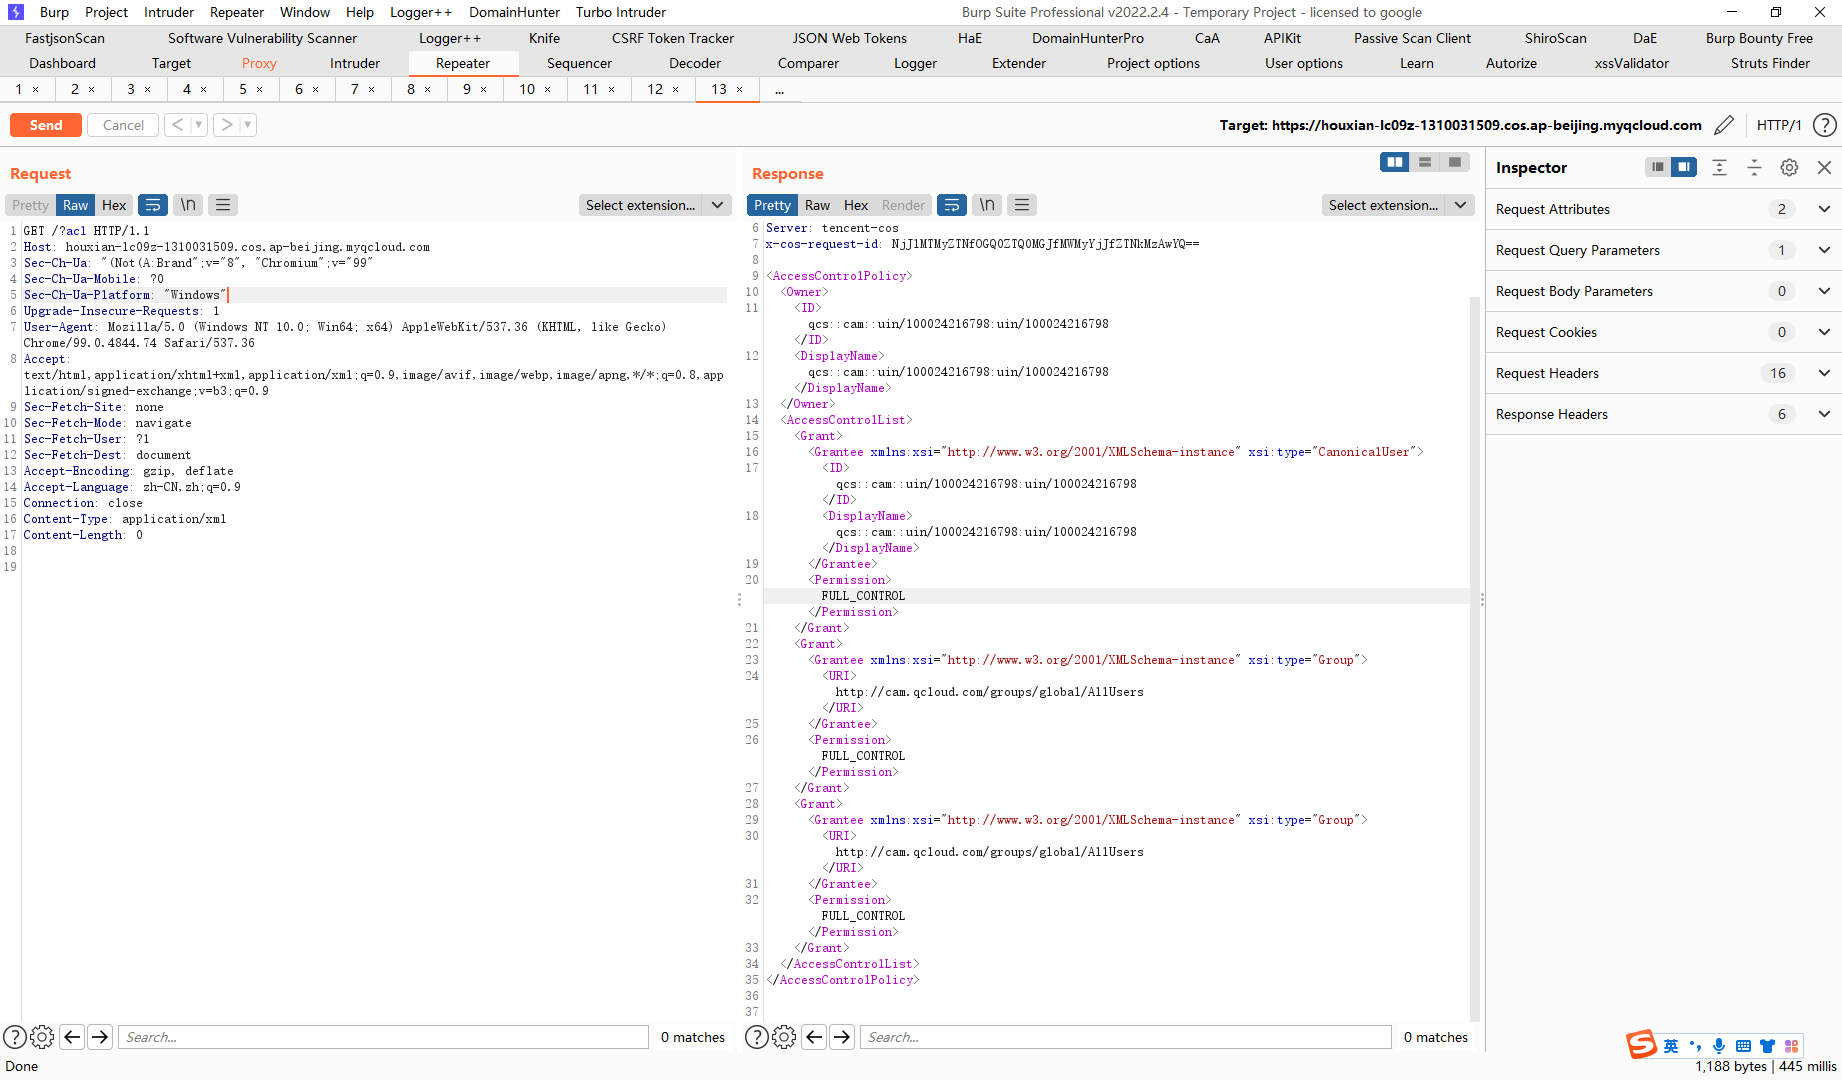 Burp Project Intruder Repeater Window Help Logger++ DomainHunter Turbo Intruder
Burp Suite Professional v2022.2.4 - Temporary Project - licensed to google
FastjsonScan Software Vulnerability Scanner Logger++ Knife CSRF Token Tracker JSON Web Tokens HaE DomainHunterPro CaA APIKit Passive Scan Client ShiroScan DaE Burp Bounty Free
Dashboard Target Proxy Intruder Repeater Sequencer Decoder Comparer Logger Extender Project options User options Learn Autorize xssValidator Struts Finder
1 × 2 × 3 × 4 × 5 × 6 × 7 × 8 × 9 × 10 × 11 × 12 × 13 × ...
Send Cancel < >
Target: https://houxian-lc09z-1310031509.cos.ap-beijing.myqcloud.com HTTP/1 ?
Request
Pretty Raw Hex \n
Select extension...
1 GET /?acl HTTP/1.1
2 Host: houxian-lc09z-1310031509.cos.ap-beijing.myqcloud.com
3 Sec-Ch-Ua: "(Not(A:Brand";v="8", "Chromium";v="99"
4 Sec-Ch-Ua-Mobile: ?0
5 Sec-Ch-Ua-Platform: "Windows"
6 Upgrade-Insecure-Requests: 1
7 User-Agent: Mozilla/5.0 (Windows NT 10.0; Win64; x64) AppleWebKit/537.36 (KHTML, like Gecko)
Chrome/99.0.4844.74 Safari/537.36
8 Accept:
text/html,application/xhtml+xml,application/xml;q=0.9,image/avif,image/webp,image/apng,*/*;q=0.8,app
lication/signed-exchange;v=b3;q=0.9
9 Sec-Fetch-Site: none
10 Sec-Fetch-Mode: navigate
11 Sec-Fetch-User: ?1
12 Sec-Fetch-Dest: document
13 Accept-Encoding: gzip, deflate
14 Accept-Language: zh-CN,zh;q=0.9
15 Connection: close
16 Content-Type: application/xml
17 Content-Length: 0
18
19
? Search... 0 matches
Done
Response
Pretty Raw Hex Render \n
Select extension...
6 Server: tencent-cos
7 x-cos-request-id: NjJlMTMyZTNfOGQ0ZTQ0MGJfMWMyYjJfZTNkMzAwYQ==
8
9 <AccessControlPolicy>
10 <Owner>
11 <ID>
qcs::cam::uin/100024216798:uin/100024216798
</ID>
12 <DisplayName>
qcs::cam::uin/100024216798:uin/100024216798
</DisplayName>
13 </Owner>
14 <AccessControlList>
15 <Grant>
16 <Grantee xmlns:xsi="http://www.w3.org/2001/XMLSchema-instance" xsi:type="CanonicalUser">
17 <ID>
qcs::cam::uin/100024216798:uin/100024216798
</ID>
18 <DisplayName>
qcs::cam::uin/100024216798:uin/100024216798
</DisplayName>
19 </Grantee>
20 <Permission>
FULL_CONTROL
</Permission>
21 </Grant>
22 <Grant>
23 <Grantee xmlns:xsi="http://www.w3.org/2001/XMLSchema-instance" xsi:type="Group">
24 <URI>
http://cam.qcloud.com/groups/global/AllUsers
</URI>
25 </Grantee>
26 <Permission>
FULL_CONTROL
</Permission>
27 </Grant>
28 <Grant>
29 <Grantee xmlns:xsi="http://www.w3.org/2001/XMLSchema-instance" xsi:type="Group">
30 <URI>
http://cam.qcloud.com/groups/global/AllUsers
</URI>
31 </Grantee>
32 <Permission>
FULL_CONTROL
</Permission>
33 </Grant>
34 </AccessControlList>
35 </AccessControlPolicy>
36
37
? Search... 0 matches
Inspector
Request Attributes 2
Request Query Parameters 1
Request Body Parameters 0
Request Cookies 0
Request Headers 16
Response Headers 6
S 英
1,188 bytes | 445 millis